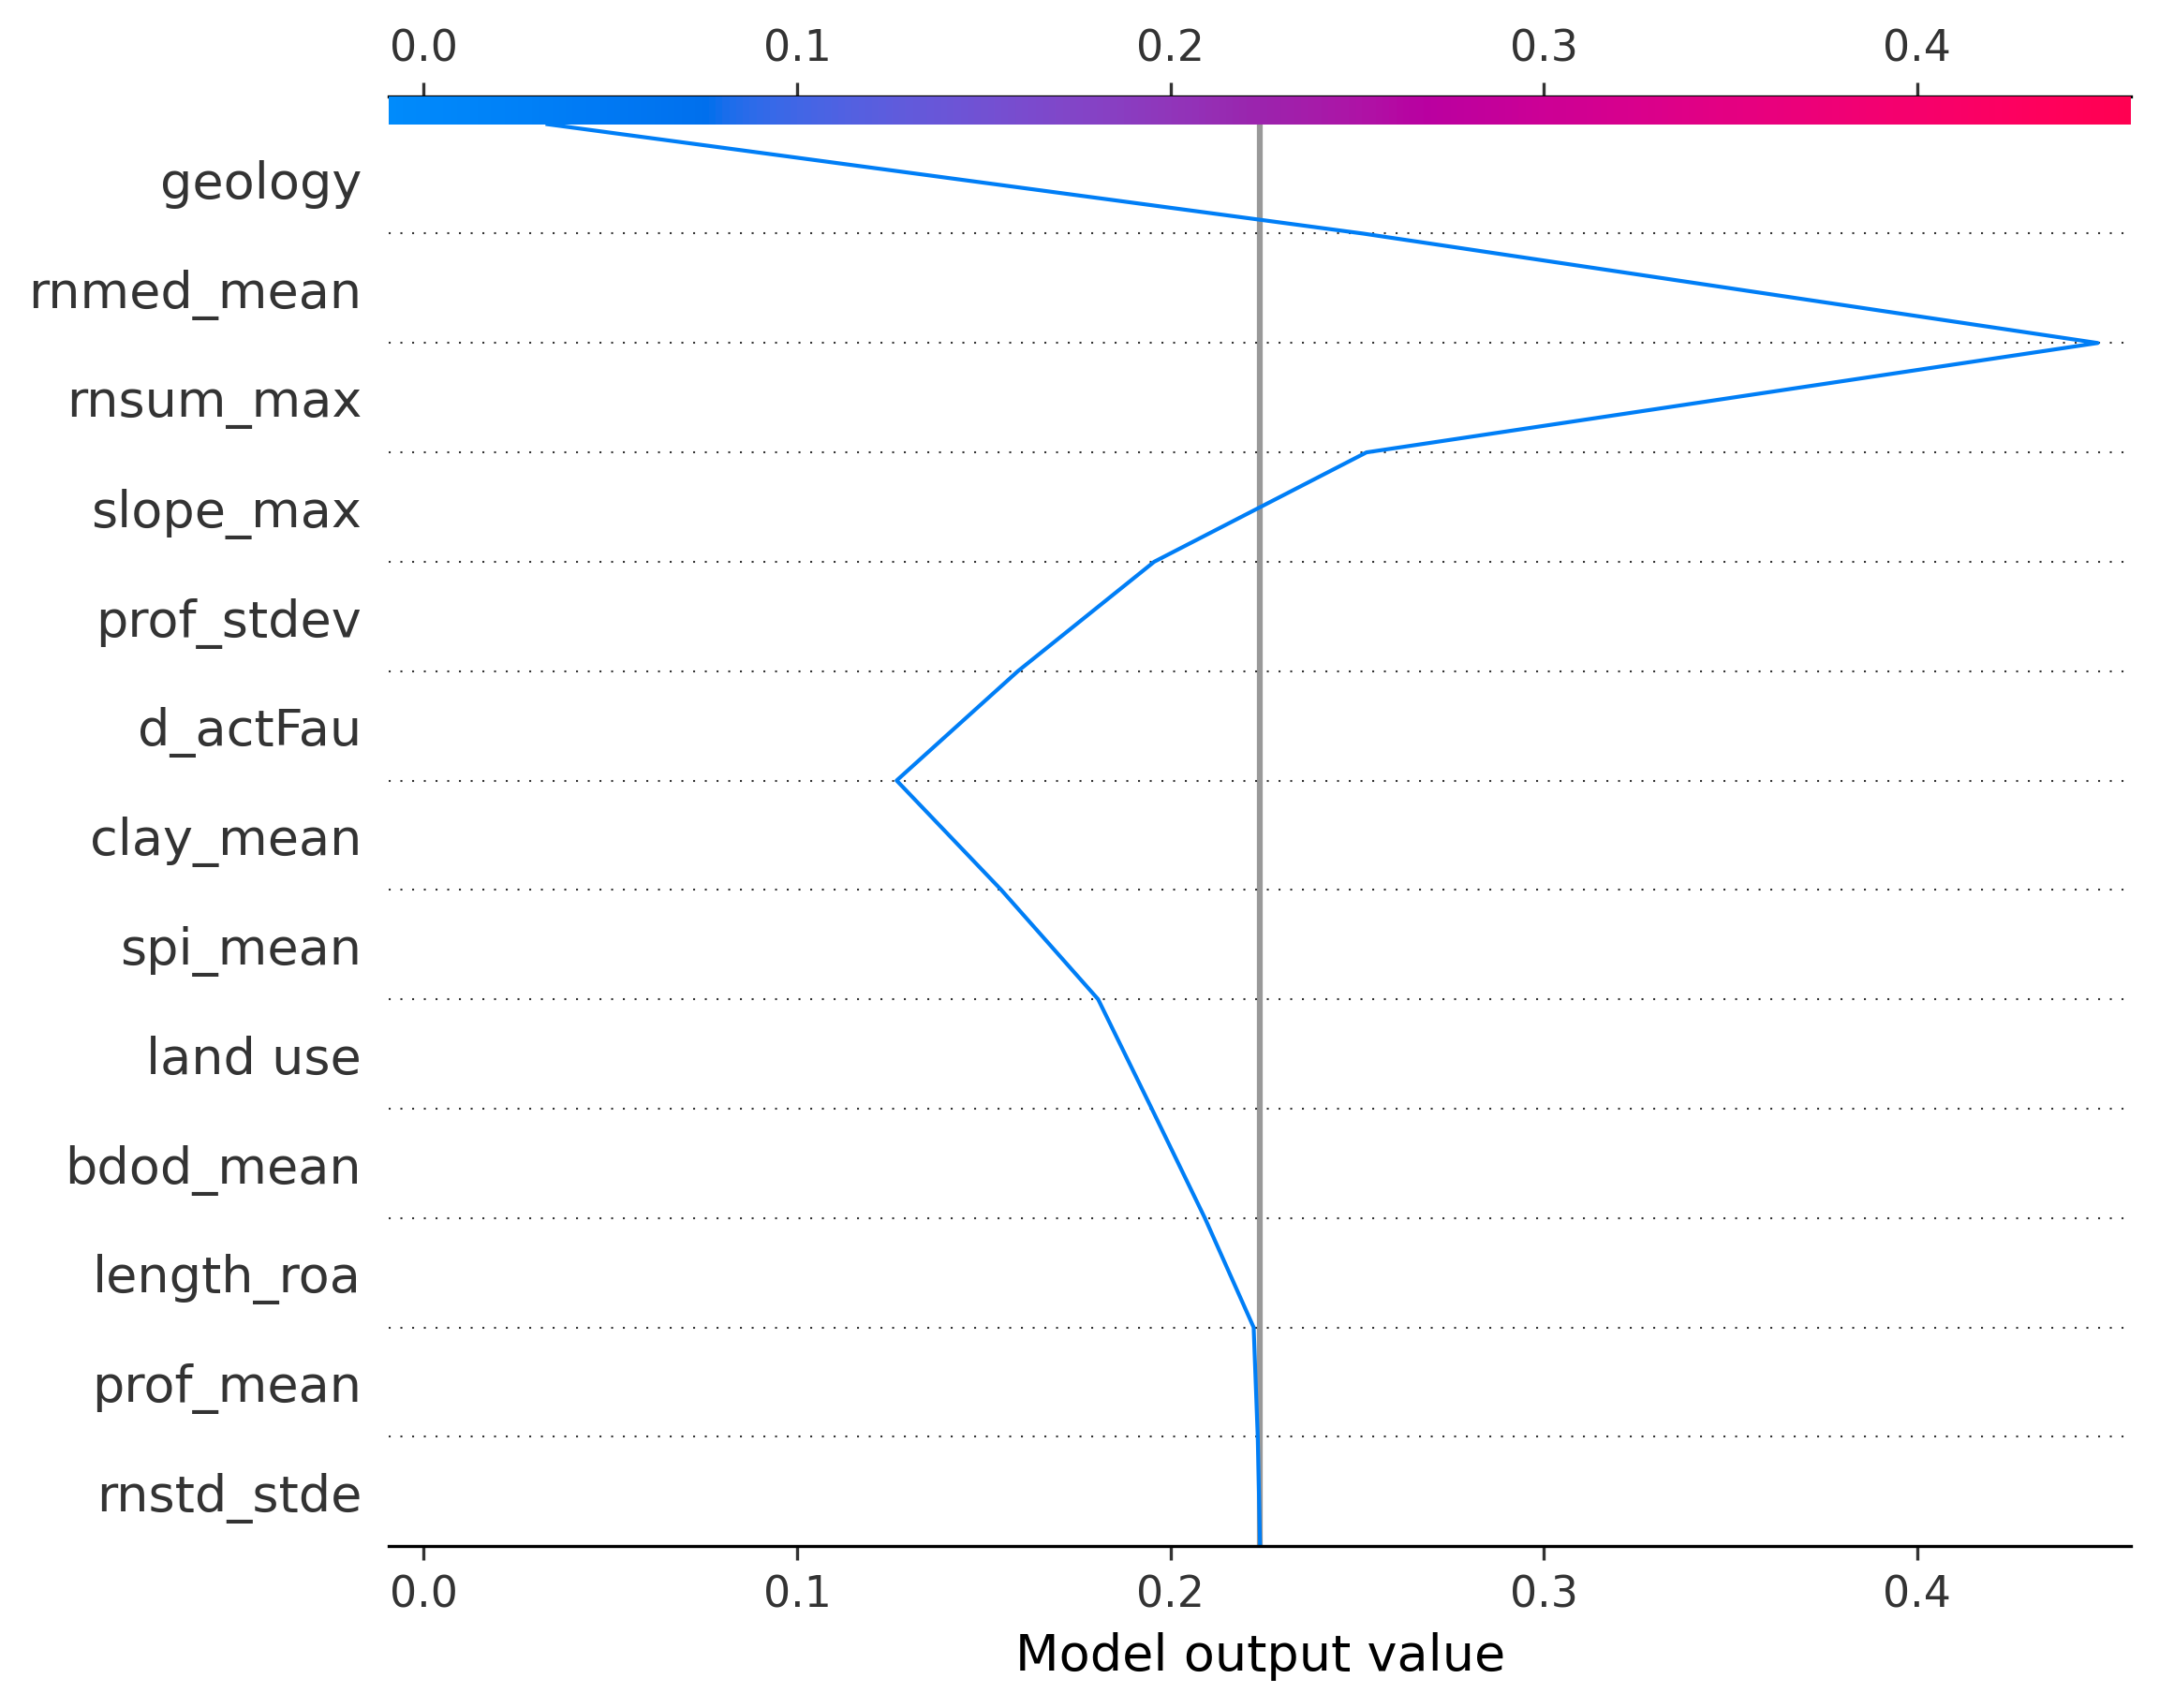 0.0 0.1 0.2 0.3 0.4
geology
rnmed_mean
rnsum_max
slope_max
prof_stdev
d_actFau
clay_mean
spi_mean
land use
bdod_mean
length_roa
prof_mean
rnstd_stde
0.0 0.1 0.2 0.3 0.4
Model output value